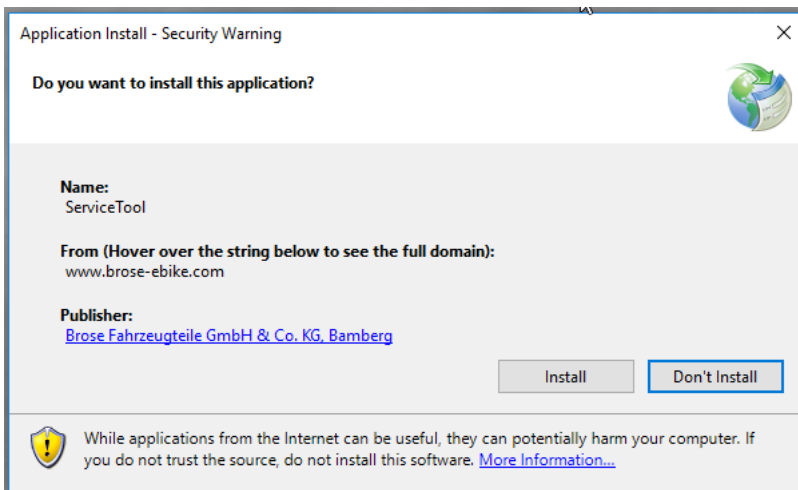 Application Install - Security Warning
Do you want to install this application?
Name:
ServiceTool
From (Hover over the string below to see the full domain):
www.brose-ebike.com
Publisher:
Brose Fahrzeugteile GmbH & Co. KG, Bamberg
Install
Don't Install
While applications from the Internet can be useful, they can potentially harm your computer. If
you do not trust the source, do not install this software. More Information...